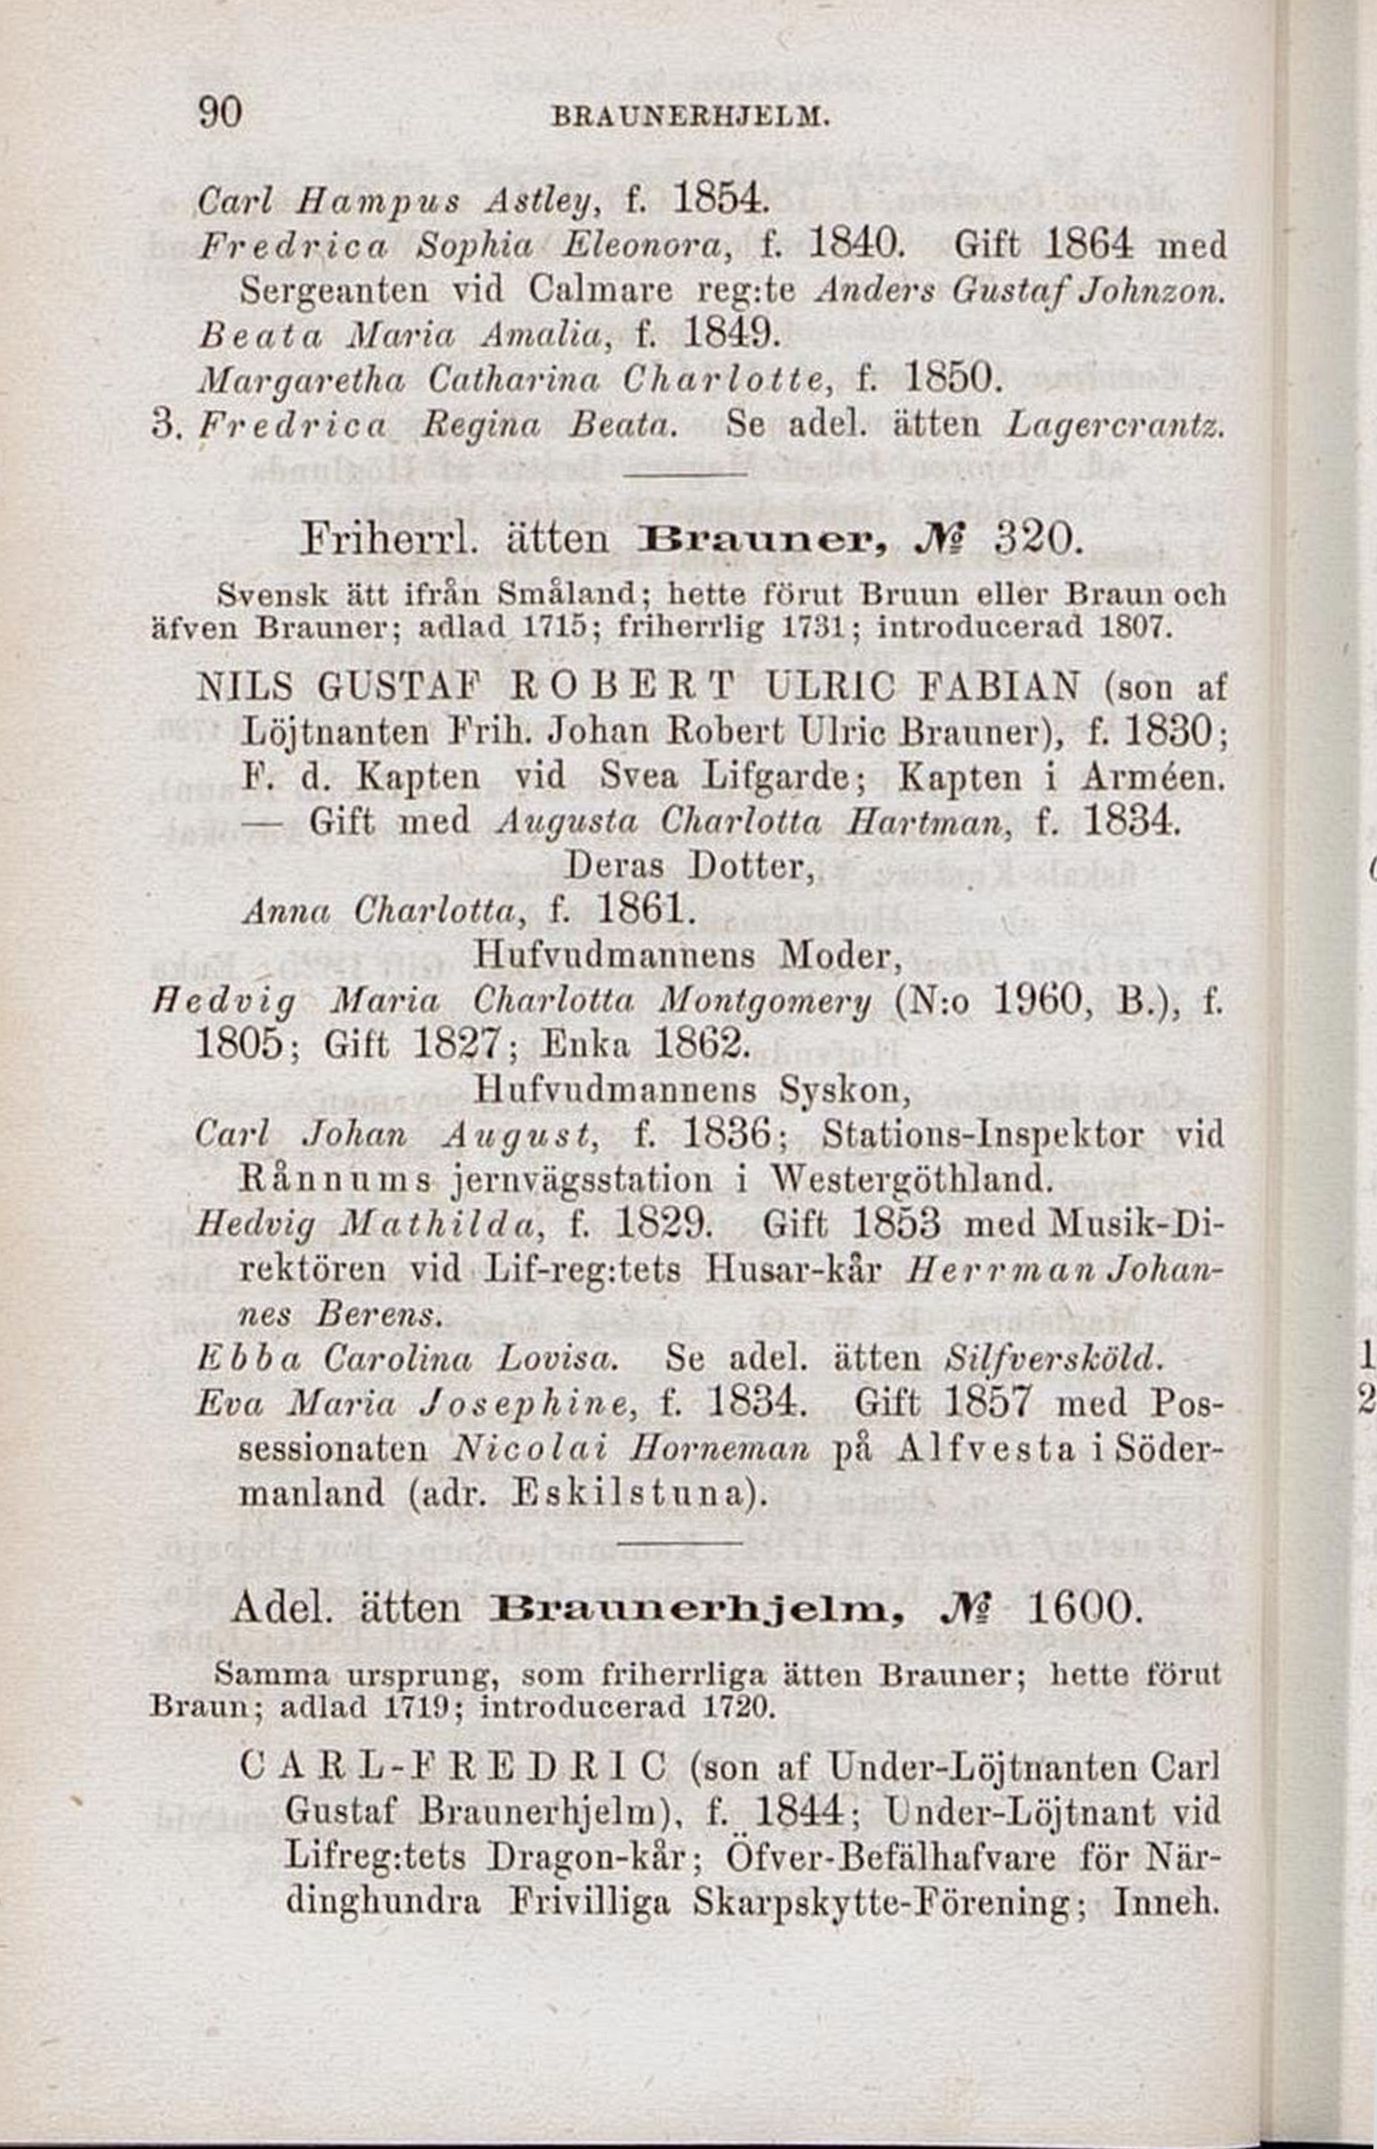 90 BRAUNERHJELM.
Carl Hampus Astley, f. 1854.
Fredrica Sophia Eleonora, f. 1840. Gift 1864 med
Sergeanten vid Calmare reg:te Anders Gustaf Johnzon.
Beata Maria Amalia, f. 1849.
Margaretha Catharina Charlotte, f. 1850.
3. Fredrica Regina Beata. Se adel. ätten Lagercrantz.
Friherrl. ätten Brauner, № 320.
Svensk ätt ifrån Småland; hette förut Bruun eller Braun och
äfven Brauner; adlad 1715; friherrlig 1731; introducerad 1807.
NILS GUSTAF ROBERT ULRIC FABIAN (son af
Löjtnanten Frih. Johan Robert Ulric Brauner), f. 1830;
F. d. Kapten vid Svea Lifgarde; Kapten i Arméen.
— Gift med Augusta Charlotta Hartman, f. 1834.
Deras Dotter,
Anna Charlotta, f. 1861.
Hufvudmannens Moder,
Hedvig Maria Charlotta Montgomery (N:o 1960, B.), f.
1805; Gift 1827; Enka 1862.
Hufvudmannens Syskon,
Carl Johan August, f. 1836; Stations-Inspektor vid
Rånnums jernvägsstation i Westergöthland.
Hedvig Mathilda, f. 1829. Gift 1853 med Musik-Di-
rektören vid Lif-reg:tets Husar-kår Herrman Johan-
nes Berens.
Ebba Carolina Lovisa. Se adel. ätten Silfversköld.
Eva Maria Josephine, f. 1834. Gift 1857 med Pos-
sessionaten Nicolai Horneman på Alfvesta i Söder-
manland (adr. Eskilstuna).
Adel. ätten Braunerhjelm, № 1600.
Samma ursprung, som friherrliga ätten Brauner; hette förut
Braun; adlad 1719; introducerad 1720.
CARL-FREDRIC (son af Under-Löjtnanten Carl
Gustaf Braunerhjelm), f. 1844; Under-Löjtnant vid
Lifreg:tets Dragon-kår; Öfver-Befälhafvare för När-
dinghundra Frivilliga Skarpskytte-Förening; Inneh.
1
2